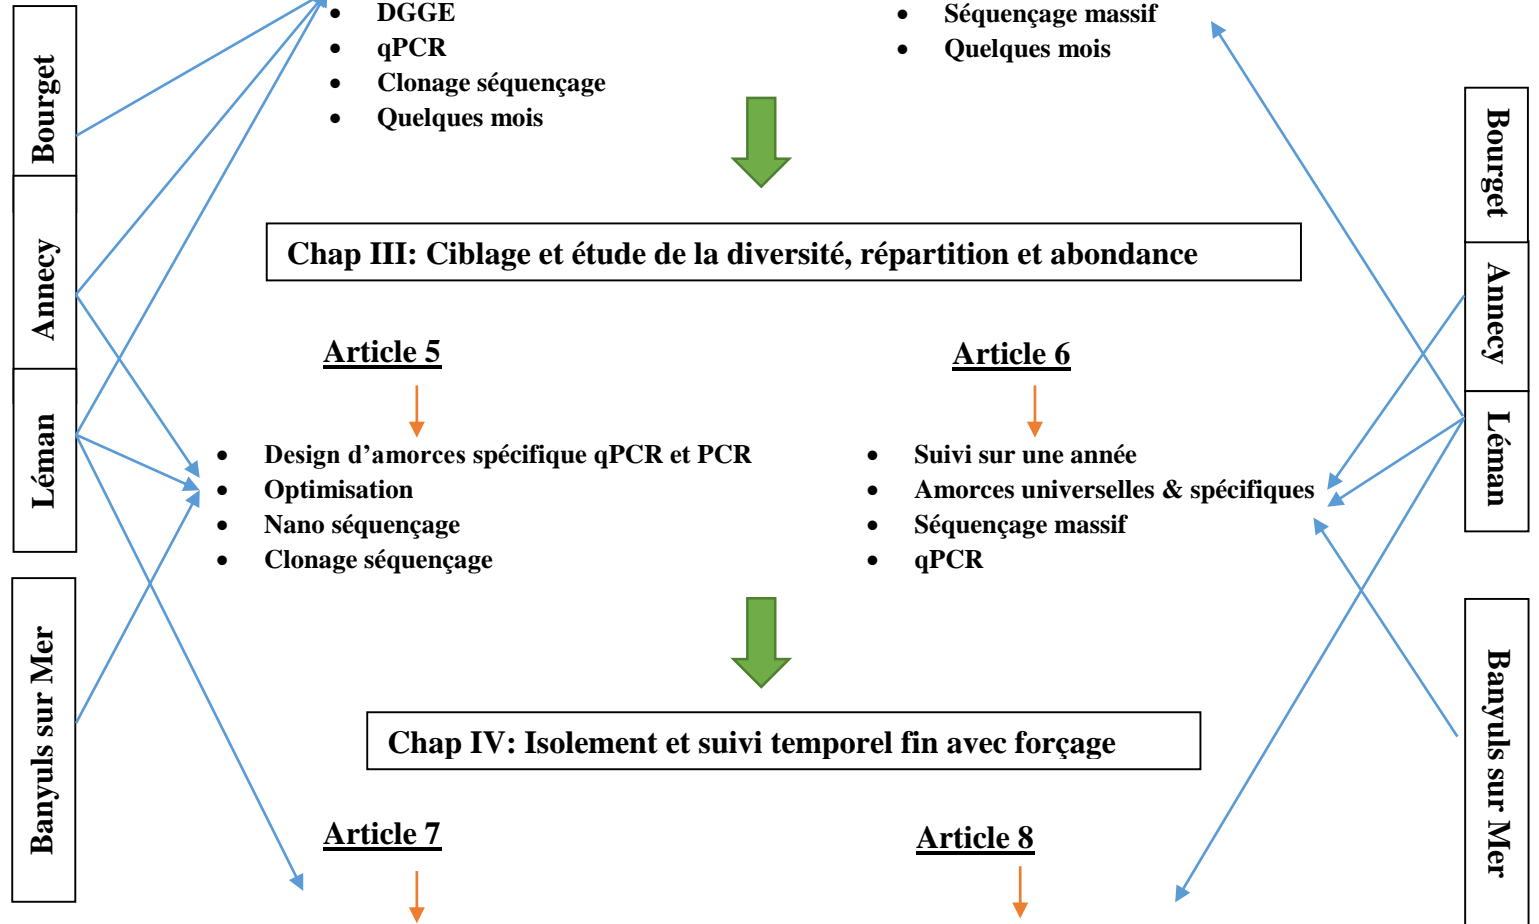 DGGE
qPCR
Clonage séquençage
Quelques mois
Séquençage massif
Quelques mois
Bourget
Annecy
Léman
Banyuls sur Mer
Bourget
Annecy
Léman
Banyuls sur Mer
Chap III: Ciblage et étude de la diversité, répartition et abondance
Article 5
Design d’amorces spécifique qPCR et PCR
Optimisation
Nano séquençage
Clonage séquençage
Article 6
Suivi sur une année
Amorces universelles & spécifiques
Séquençage massif
qPCR
Chap IV: Isolement et suivi temporel fin avec forçage
Article 7
Article 8